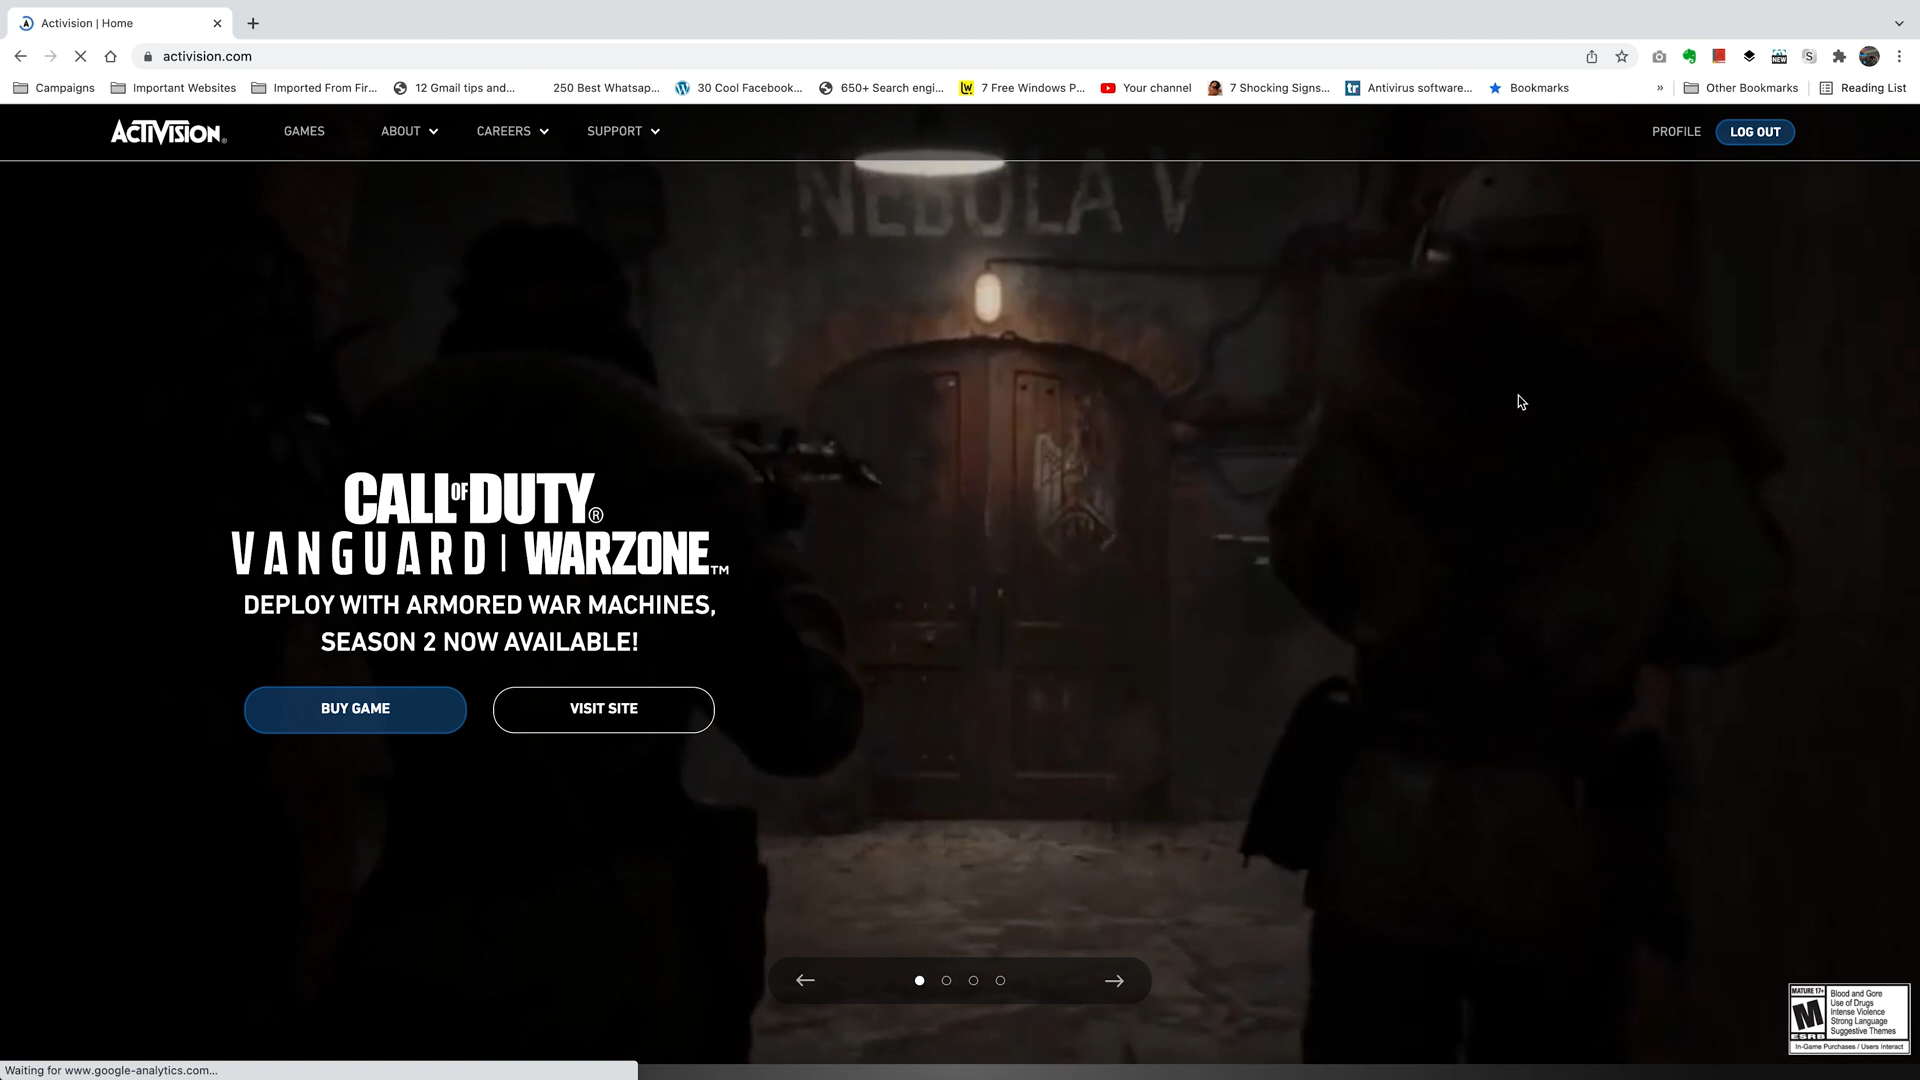 Activision | Home
activision.com
Campaigns
Important Websites
Imported From Fir...
12 Gmail tips and...
250 Best Whatsap...
30 Cool Facebook...
650+ Search engi...
7 Free Windows P...
Your channel
7 Shocking Signs...
Antivirus software...
Bookmarks
»
Other Bookmarks
Reading List
ACTIVISION®
GAMES
ABOUT
CAREERS
SUPPORT
PROFILE
LOG OUT
NEBULA V
CALL OF DUTY®
VANGUARD | WARZONE™
DEPLOY WITH ARMORED WAR MACHINES,
SEASON 2 NOW AVAILABLE!
BUY GAME
VISIT SITE
MATURE 17+
M
ESRB
Blood and Gore
Use of Drugs
Intense Violence
Strong Language
Suggestive Themes
In-Game Purchases / Users Interact
Waiting for www.google-analytics.com...